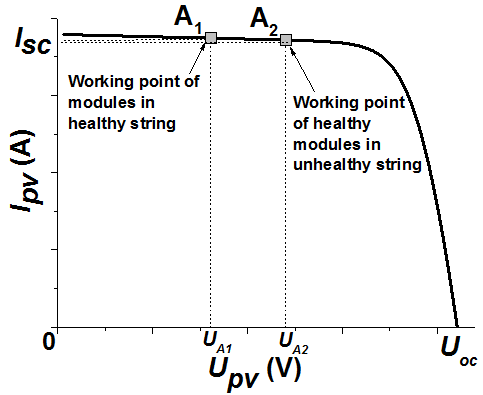 A1 A2
Isc
Working point of
modules in
healthy string
Working point
of healthy
modules in
unhealthy string
Ipv (A)
0
UA1
UA2
Uoc
Upv (V)